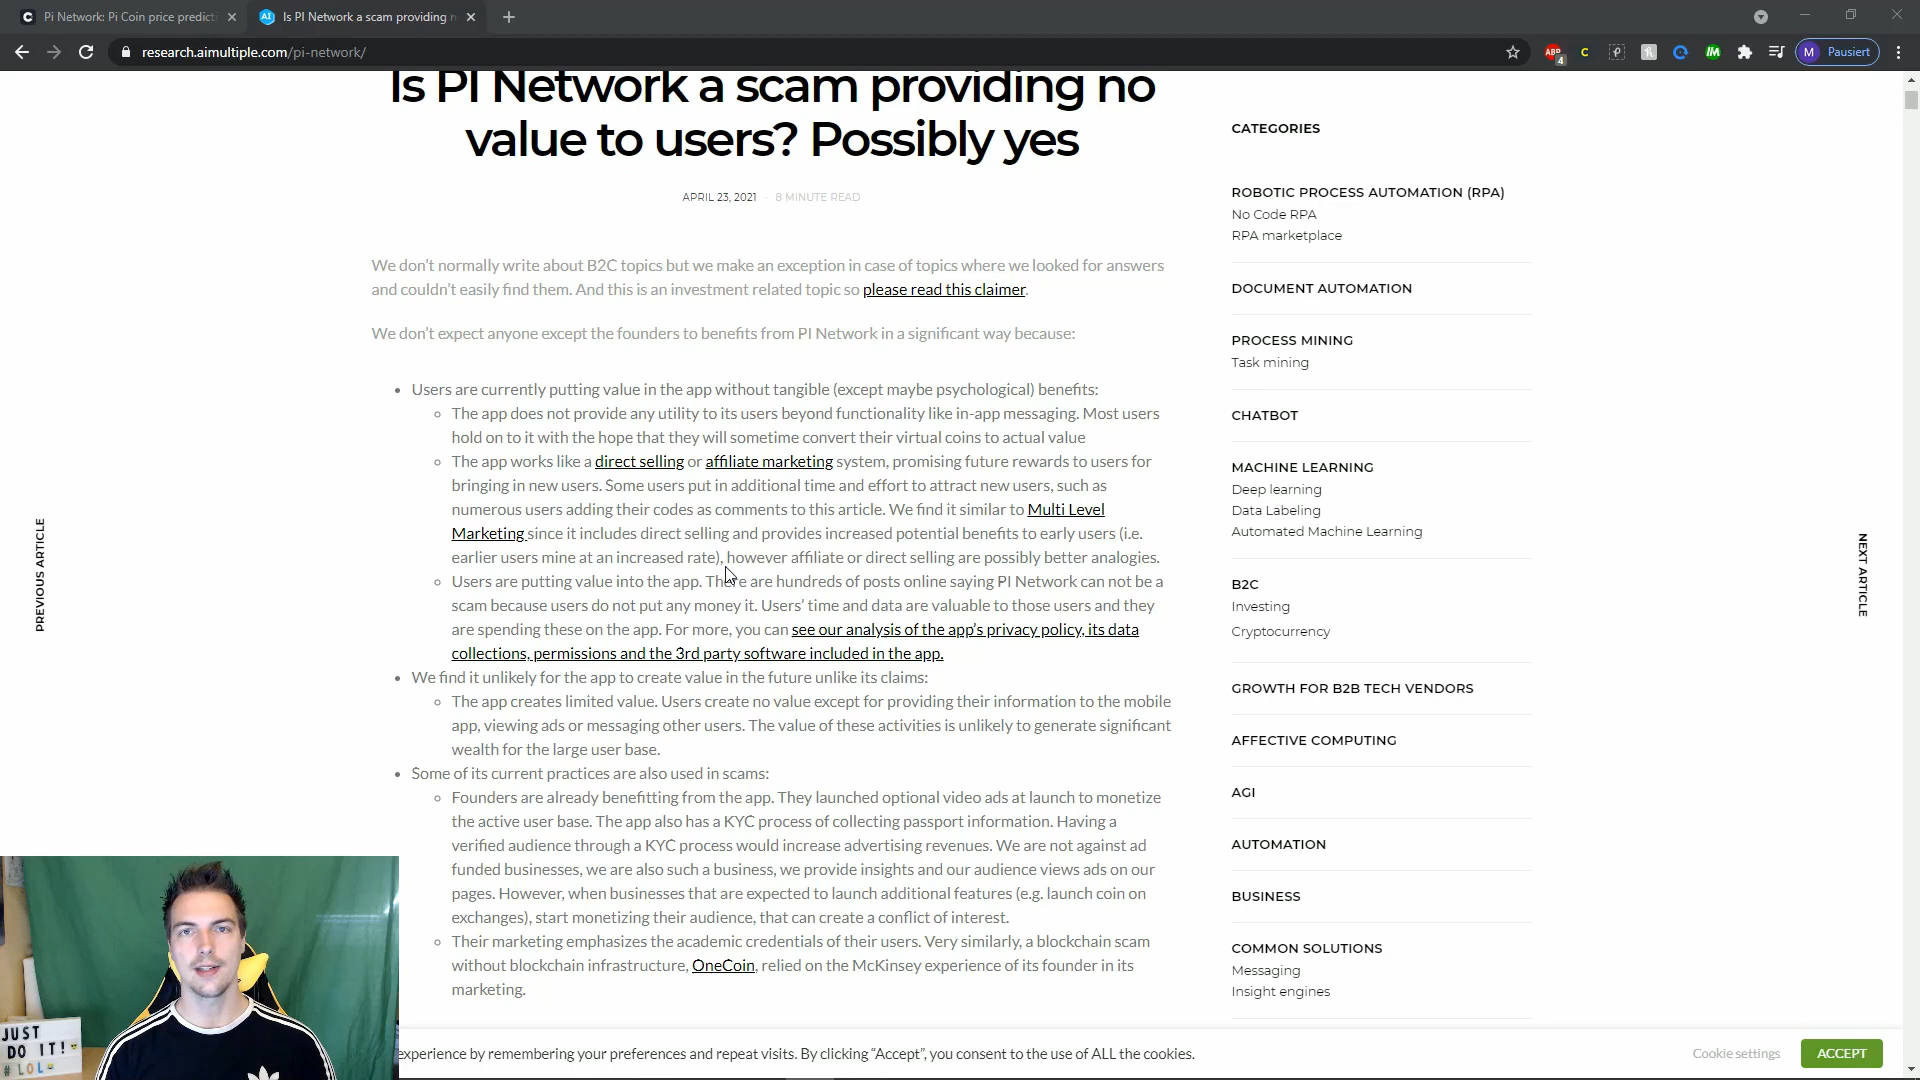 Pi Network: Pi Coin price predict
Is PI Network a scam providing n
research.aimultiple.com/pi-network/
ABP
4
M
Pausiert
Is PI Network a scam providing no
value to users? Possibly yes
APRIL 23, 2021 · 8 MINUTE READ
We don't normally write about B2C topics but we make an exception in case of topics where we looked for answers
and couldn't easily find them. And this is an investment related topic so please read this claimer.
We don't expect anyone except the founders to benefits from PI Network in a significant way because:
Users are currently putting value in the app without tangible (except maybe psychological) benefits:
The app does not provide any utility to its users beyond functionality like in-app messaging. Most users
hold on to it with the hope that they will sometime convert their virtual coins to actual value
The app works like a direct selling or affiliate marketing system, promising future rewards to users for
bringing in new users. Some users put in additional time and effort to attract new users, such as
numerous users adding their codes as comments to this article. We find it similar to Multi Level
Marketing since it includes direct selling and provides increased potential benefits to early users (i.e.
earlier users mine at an increased rate), however affiliate or direct selling are possibly better analogies.
Users are putting value into the app. There are hundreds of posts online saying PI Network can not be a
scam because users do not put any money it. Users' time and data are valuable to those users and they
are spending these on the app. For more, you can see our analysis of the app's privacy policy, its data
collections, permissions and the 3rd party software included in the app.
We find it unlikely for the app to create value in the future unlike its claims:
The app creates limited value. Users create no value except for providing their information to the mobile
app, viewing ads or messaging other users. The value of these activities is unlikely to generate significant
wealth for the large user base.
Some of its current practices are also used in scams:
Founders are already benefitting from the app. They launched optional video ads at launch to monetize
the active user base. The app also has a KYC process of collecting passport information. Having a
verified audience through a KYC process would increase advertising revenues. We are not against ad
funded businesses, we are also such a business, we provide insights and our audience views ads on our
pages. However, when businesses that are expected to launch additional features (e.g. launch coin on
exchanges), start monetizing their audience, that can create a conflict of interest.
Their marketing emphasizes the academic credentials of their users. Very similarly, a blockchain scam
without blockchain infrastructure, OneCoin, relied on the McKinsey experience of its founder in its
marketing.
CATEGORIES
ROBOTIC PROCESS AUTOMATION (RPA)
No Code RPA
RPA marketplace
DOCUMENT AUTOMATION
PROCESS MINING
Task mining
CHATBOT
MACHINE LEARNING
Deep learning
Data Labeling
Automated Machine Learning
B2C
Investing
Cryptocurrency
GROWTH FOR B2B TECH VENDORS
AFFECTIVE COMPUTING
AGI
AUTOMATION
BUSINESS
COMMON SOLUTIONS
Messaging
Insight engines
PREVIOUS ARTICLE
NEXT ARTICLE
JUST
DO IT!
# LOL
experience by remembering your preferences and repeat visits. By clicking "Accept", you consent to the use of ALL the cookies.
Cookie settings
ACCEPT